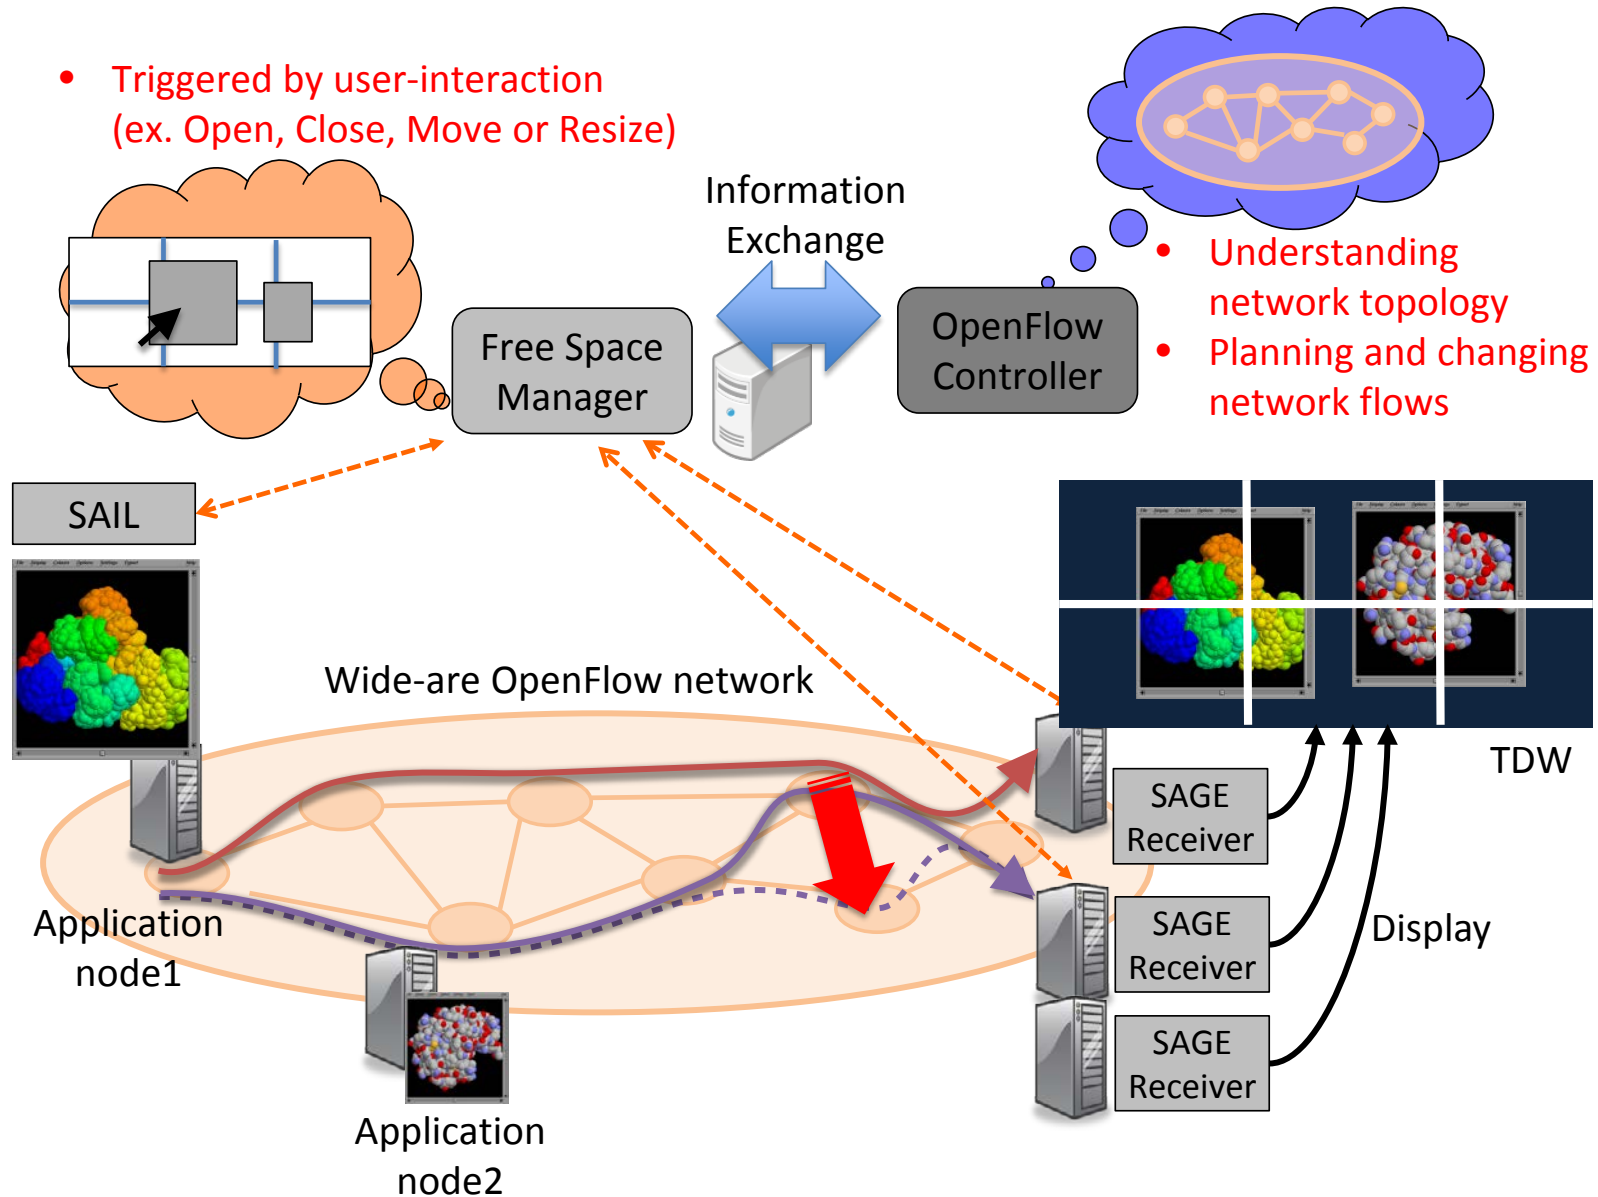 • Triggered by user-interaction
(ex. Open, Close, Move or Resize)
Information
Exchange
Free Space
Manager
OpenFlow
Controller
• Understanding
network topology
• Planning and changing
network flows
SAIL
Wide-are OpenFlow network
TDW
SAGE
Receiver
SAGE
Receiver
SAGE
Receiver
Display
Application
node1
Application
node2